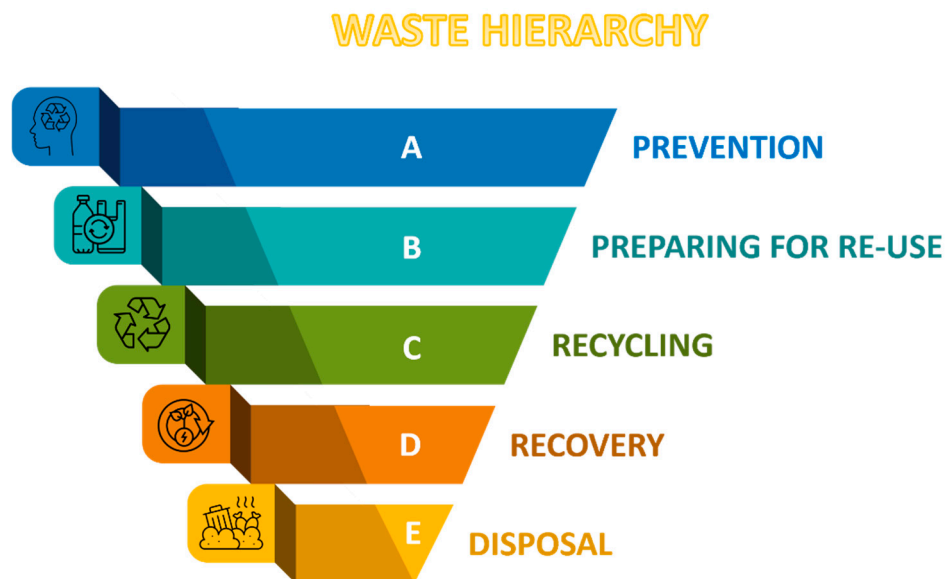 WASTE HIERARCHY
A PREVENTION
B PREPARING FOR RE-USE
C RECYCLING
D RECOVERY
E DISPOSAL